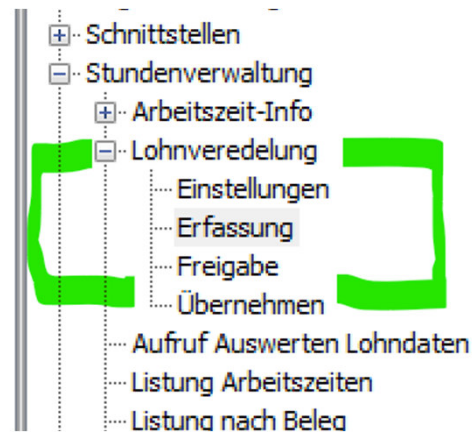 Schnittstellen
Stundenverwaltung
Arbeitszeit-Info
Lohnveredelung
Einstellungen
Erfassung
Freigabe
Übernehmen
Aufruf Auswerten Lohndaten
Listung Arbeitszeiten
Listung nach Beleg